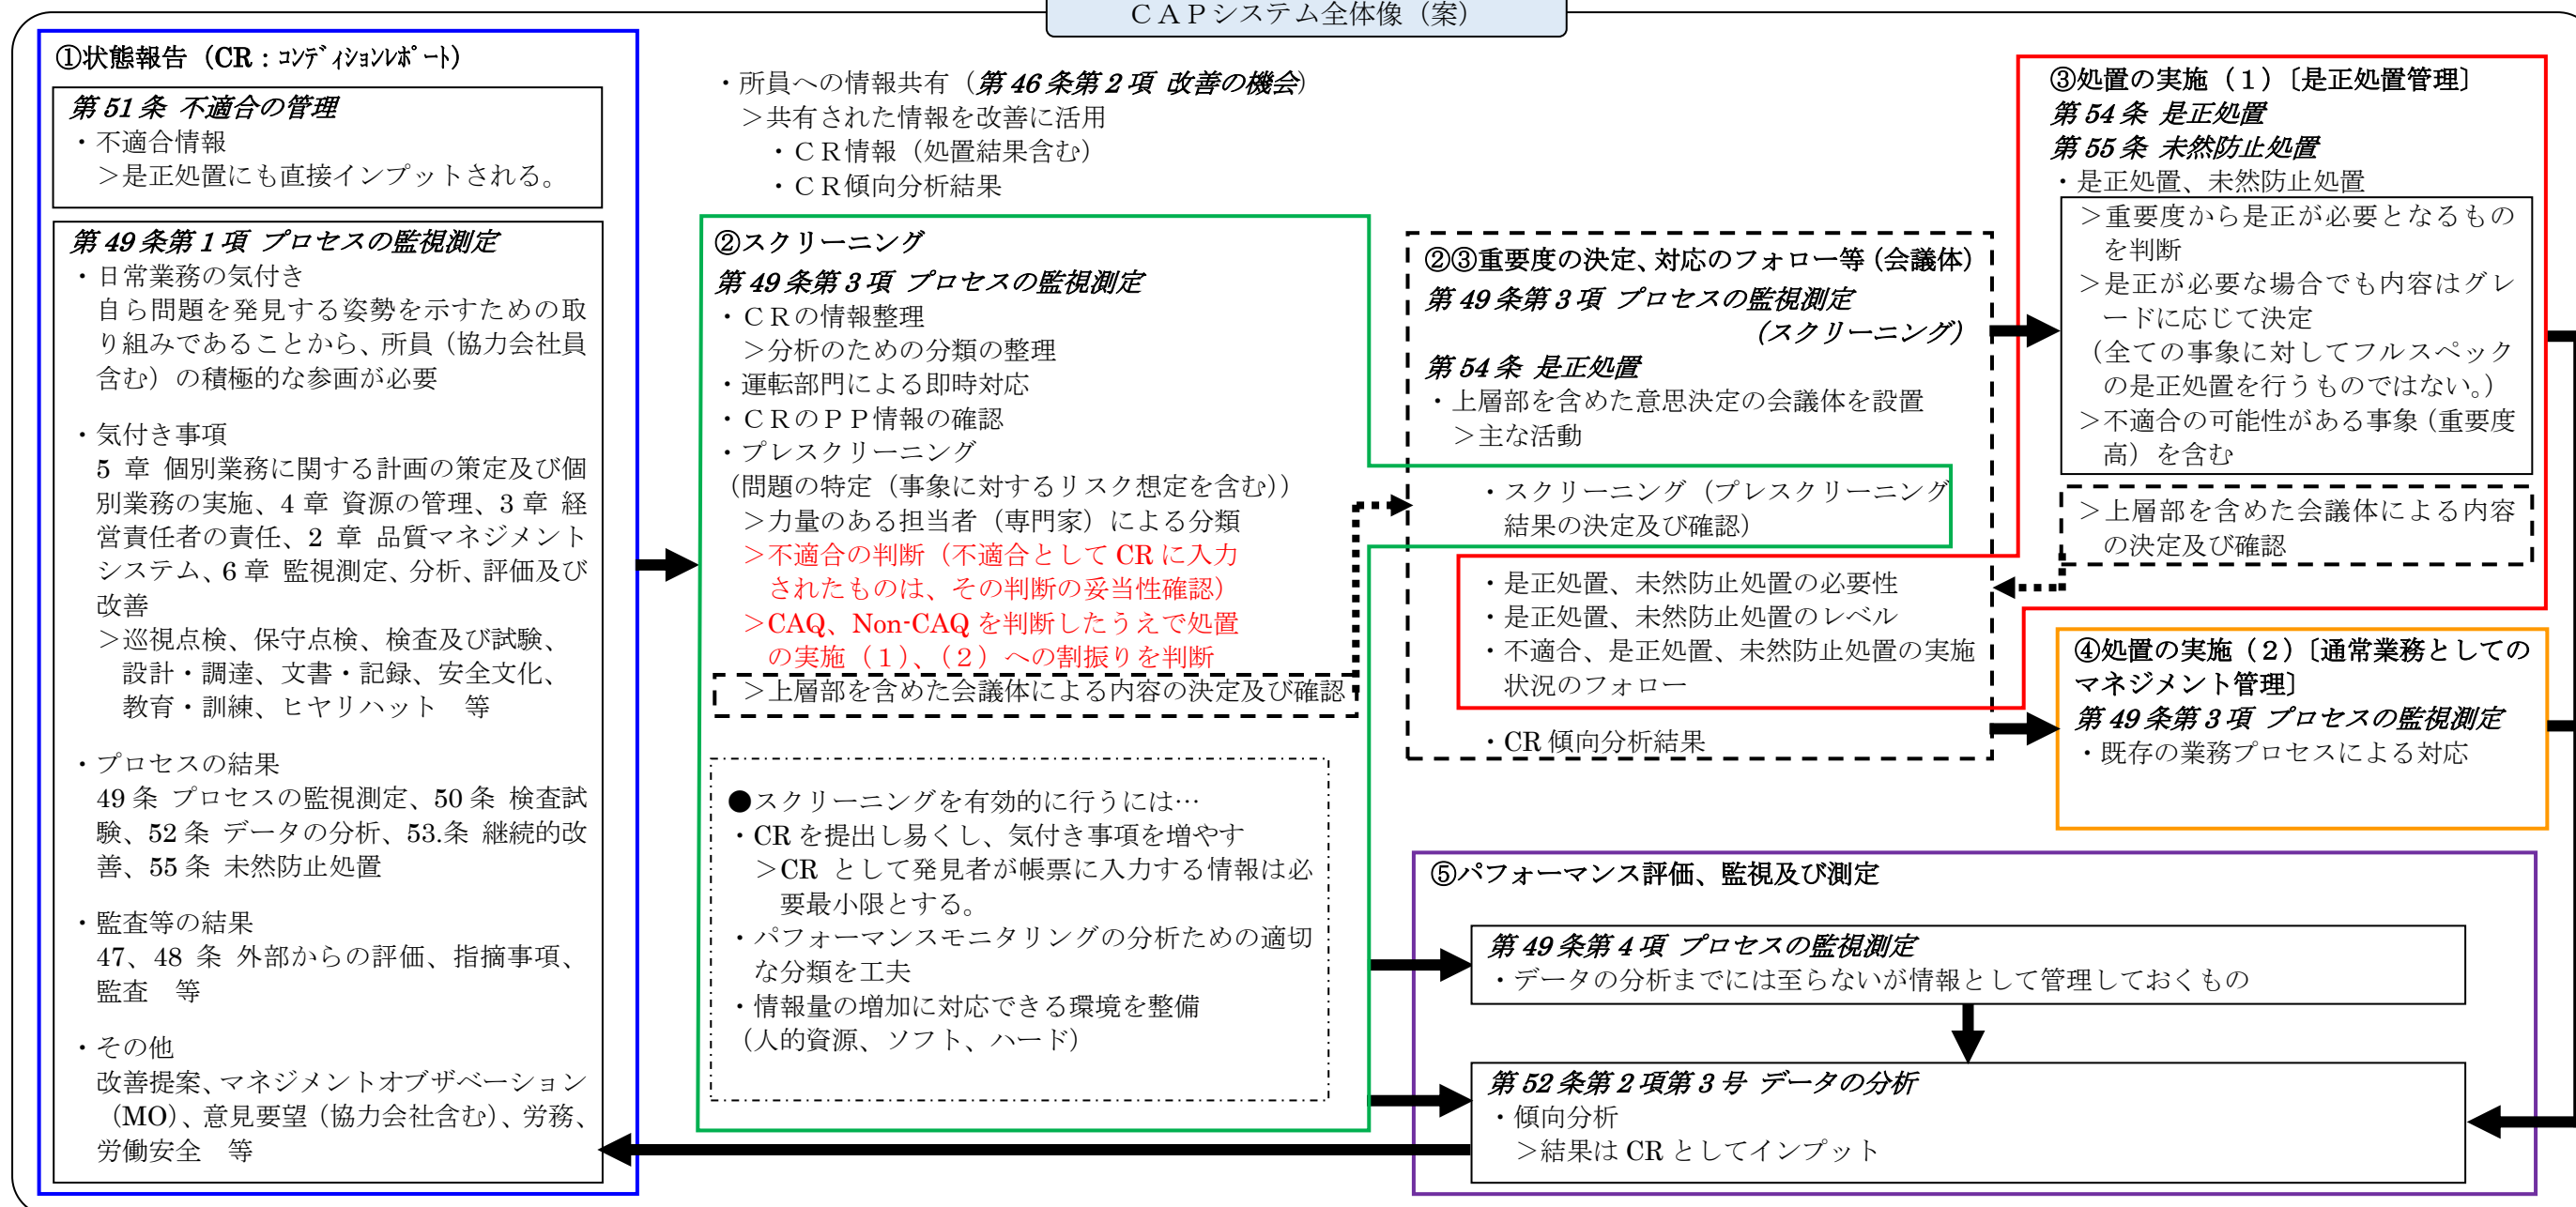 ＣＡＰシステム全体像（案）
①状態報告（CR：ｺﾝﾃﾞｨｼｮﾝﾚﾎﾟｰﾄ）
第 51 条 不適合の管理
・不適合情報
＞是正処置にも直接インプットされる。
第 49 条第 1 項 プロセスの監視測定
・日常業務の気付き
自ら問題を発見する姿勢を示すための取
り組みであることから、所員（協力会社員
含む）の積極的な参画が必要
・気付き事項
5 章 個別業務に関する計画の策定及び個
別業務の実施、4 章 資源の管理、3 章 経
営責任者の責任、2 章 品質マネジメント
システム、6 章 監視測定、分析、評価及び
改善
＞巡視点検、保守点検、検査及び試験、
設計・調達、文書・記録、安全文化、
教育・訓練、ヒヤリハット　等
・プロセスの結果
49 条 プロセスの監視測定、50 条 検査試
験、52 条 データの分析、53.条 継続的改
善、55 条 未然防止処置
・監査等の結果
47、48 条 外部からの評価、指摘事項、
監査　等
・その他
改善提案、マネジメントオブザベーション
（MO）、意見要望（協力会社含む）、労務、
労働安全　等
・所員への情報共有（第 46 条第 2 項 改善の機会）
＞共有された情報を改善に活用
・ＣＲ情報（処置結果含む）
・ＣＲ傾向分析結果
②スクリーニング
第 49 条第 3 項 プロセスの監視測定
・ＣＲの情報整理
＞分析のための分類の整理
・運転部門による即時対応
・ＣＲのＰＰ情報の確認
・プレスクリーニング
（問題の特定（事象に対するリスク想定を含む））
＞力量のある担当者（専門家）による分類
＞不適合の判断（不適合として CR に入力
されたものは、その判断の妥当性確認）
＞CAQ、Non-CAQ を判断したうえで処置
の実施（１）、（２）への割振りを判断
＞上層部を含めた会議体による内容の決定及び確認
●スクリーニングを有効的に行うには…
・CR を提出し易くし、気付き事項を増やす
＞CR として発見者が帳票に入力する情報は必
要最小限とする。
・パフォーマンスモニタリングの分析ための適切
な分類を工夫
・情報量の増加に対応できる環境を整備
（人的資源、ソフト、ハード）
②③重要度の決定、対応のフォロー等（会議体）
第 49 条第 3 項 プロセスの監視測定
（スクリーニング）
第 54 条 是正処置
・上層部を含めた意思決定の会議体を設置
＞主な活動
・スクリーニング（プレスクリーニング
結果の決定及び確認）
・是正処置、未然防止処置の必要性
・是正処置、未然防止処置のレベル
・不適合、是正処置、未然防止処置の実施
状況のフォロー
・CR 傾向分析結果
③処置の実施（１）〔是正処置管理〕
第 54 条 是正処置
第 55 条 未然防止処置
・是正処置、未然防止処置
＞重要度から是正が必要となるもの
を判断
＞是正が必要な場合でも内容はグレ
ードに応じて決定
（全ての事象に対してフルスペック
の是正処置を行うものではない。）
＞不適合の可能性がある事象（重要度
高）を含む
＞上層部を含めた会議体による内容
の決定及び確認
④処置の実施（２）〔通常業務としての
マネジメント管理〕
第 49 条第 3 項 プロセスの監視測定
・既存の業務プロセスによる対応
⑤パフォーマンス評価、監視及び測定
第 49 条第 4 項 プロセスの監視測定
・データの分析までには至らないが情報として管理しておくもの
第 52 条第 2 項第 3 号 データの分析
・傾向分析
＞結果は CR としてインプット